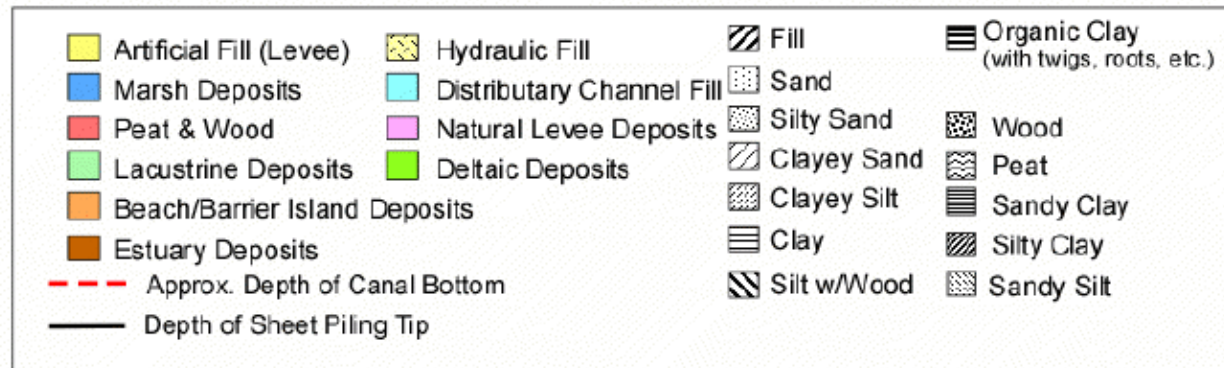 Artificial Fill (Levee)
Marsh Deposits
Peat & Wood
Lacustrine Deposits
Beach/Barrier Island Deposits
Estuary Deposits
Approx. Depth of Canal Bottom
Depth of Sheet Piling Tip
Hydraulic Fill
Distributary Channel Fill
Natural Levee Deposits
Deltaic Deposits
Fill
Sand
Silty Sand
Clayey Sand
Clayey Silt
Clay
Silt w/Wood
Organic Clay
(with twigs, roots, etc.)
Wood
Peat
Sandy Clay
Silty Clay
Sandy Silt